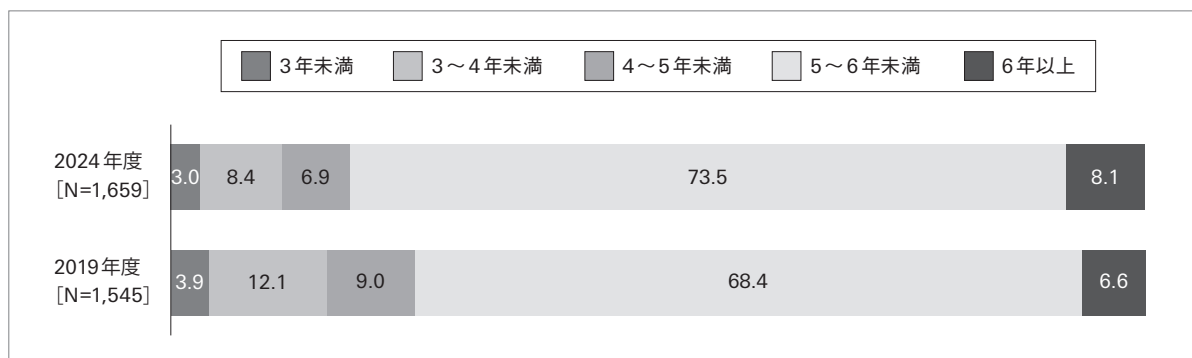 3年未満 3～4年未満 4～5年未満 5～6年未満 6年以上
2024年度
[N=1,659]
3.0 8.4 6.9 73.5 8.1
2019年度
[N=1,545]
3.9 12.1 9.0 68.4 6.6